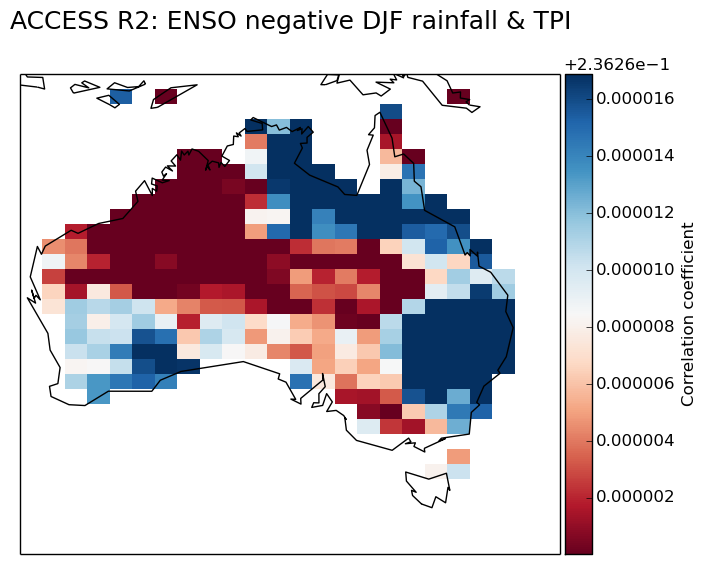 ACCESS R2: ENSO negative DJF rainfall & TPI
+2.3626e−1
0.000016
0.000014
0.000012
0.000010
0.000008
0.000006
0.000004
0.000002
Correlation coefficient